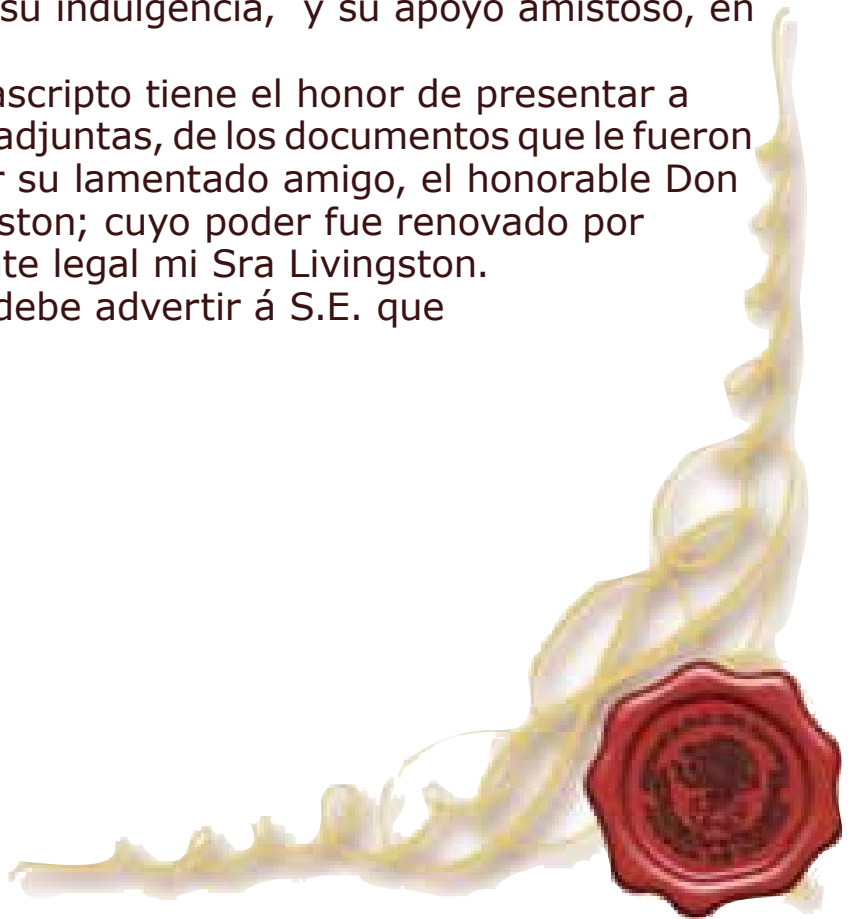 su indulgencia, y su apoyo amistoso, en
ascripto tiene el honor de presentar a
adjuntas, de los documentos que le fueron
r su lamentado amigo, el honorable Don
ston; cuyo poder fue renovado por
te legal mi Sra Livingston.
debe advertir á S.E. que